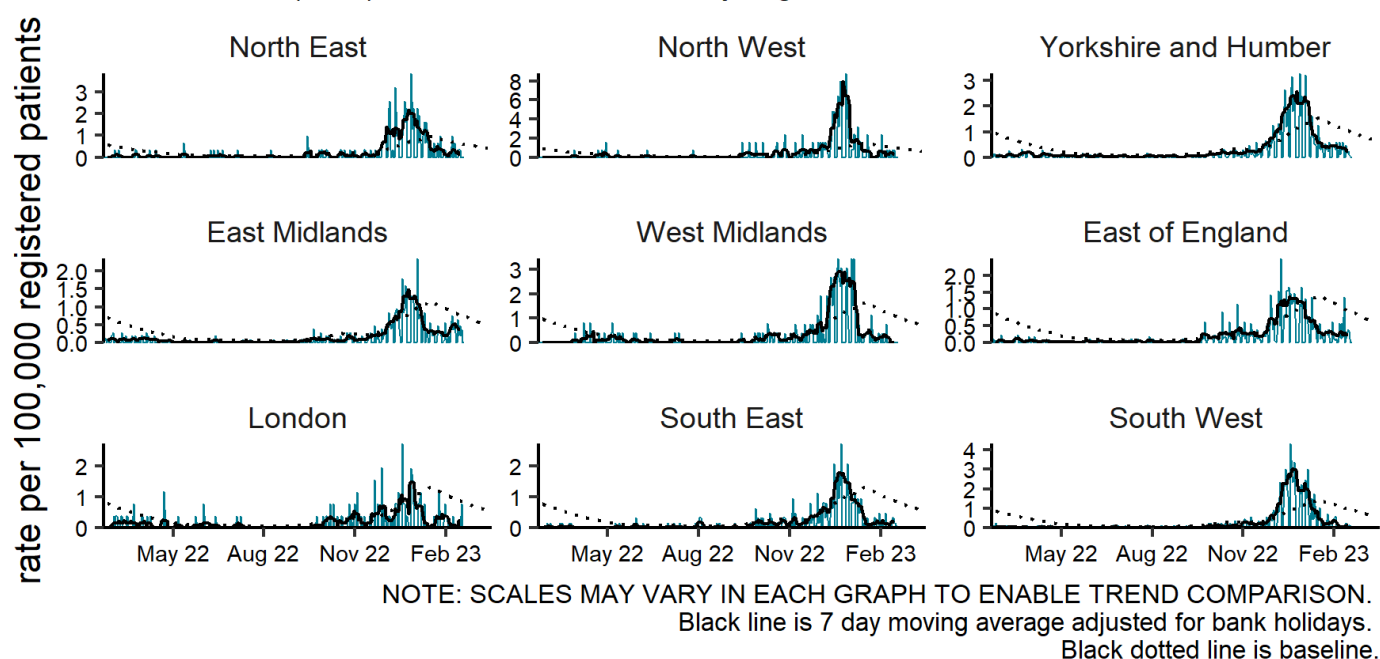 rate per 100,000 registered patients
North East
3
2
1
0
North West
8
6
4
2
0
Yorkshire and Humber
3
2
1
0
East Midlands
2.0
1.5
1.0
0.5
0.0
West Midlands
3
2
1
0
East of England
2.0
1.5
1.0
0.5
0.0
London
2
1
0
May 22 Aug 22 Nov 22 Feb 23
South East
2
1
0
May 22 Aug 22 Nov 22 Feb 23
South West
4
3
2
1
0
May 22 Aug 22 Nov 22 Feb 23
NOTE: SCALES MAY VARY IN EACH GRAPH TO ENABLE TREND COMPARISON.
Black line is 7 day moving average adjusted for bank holidays.
Black dotted line is baseline.